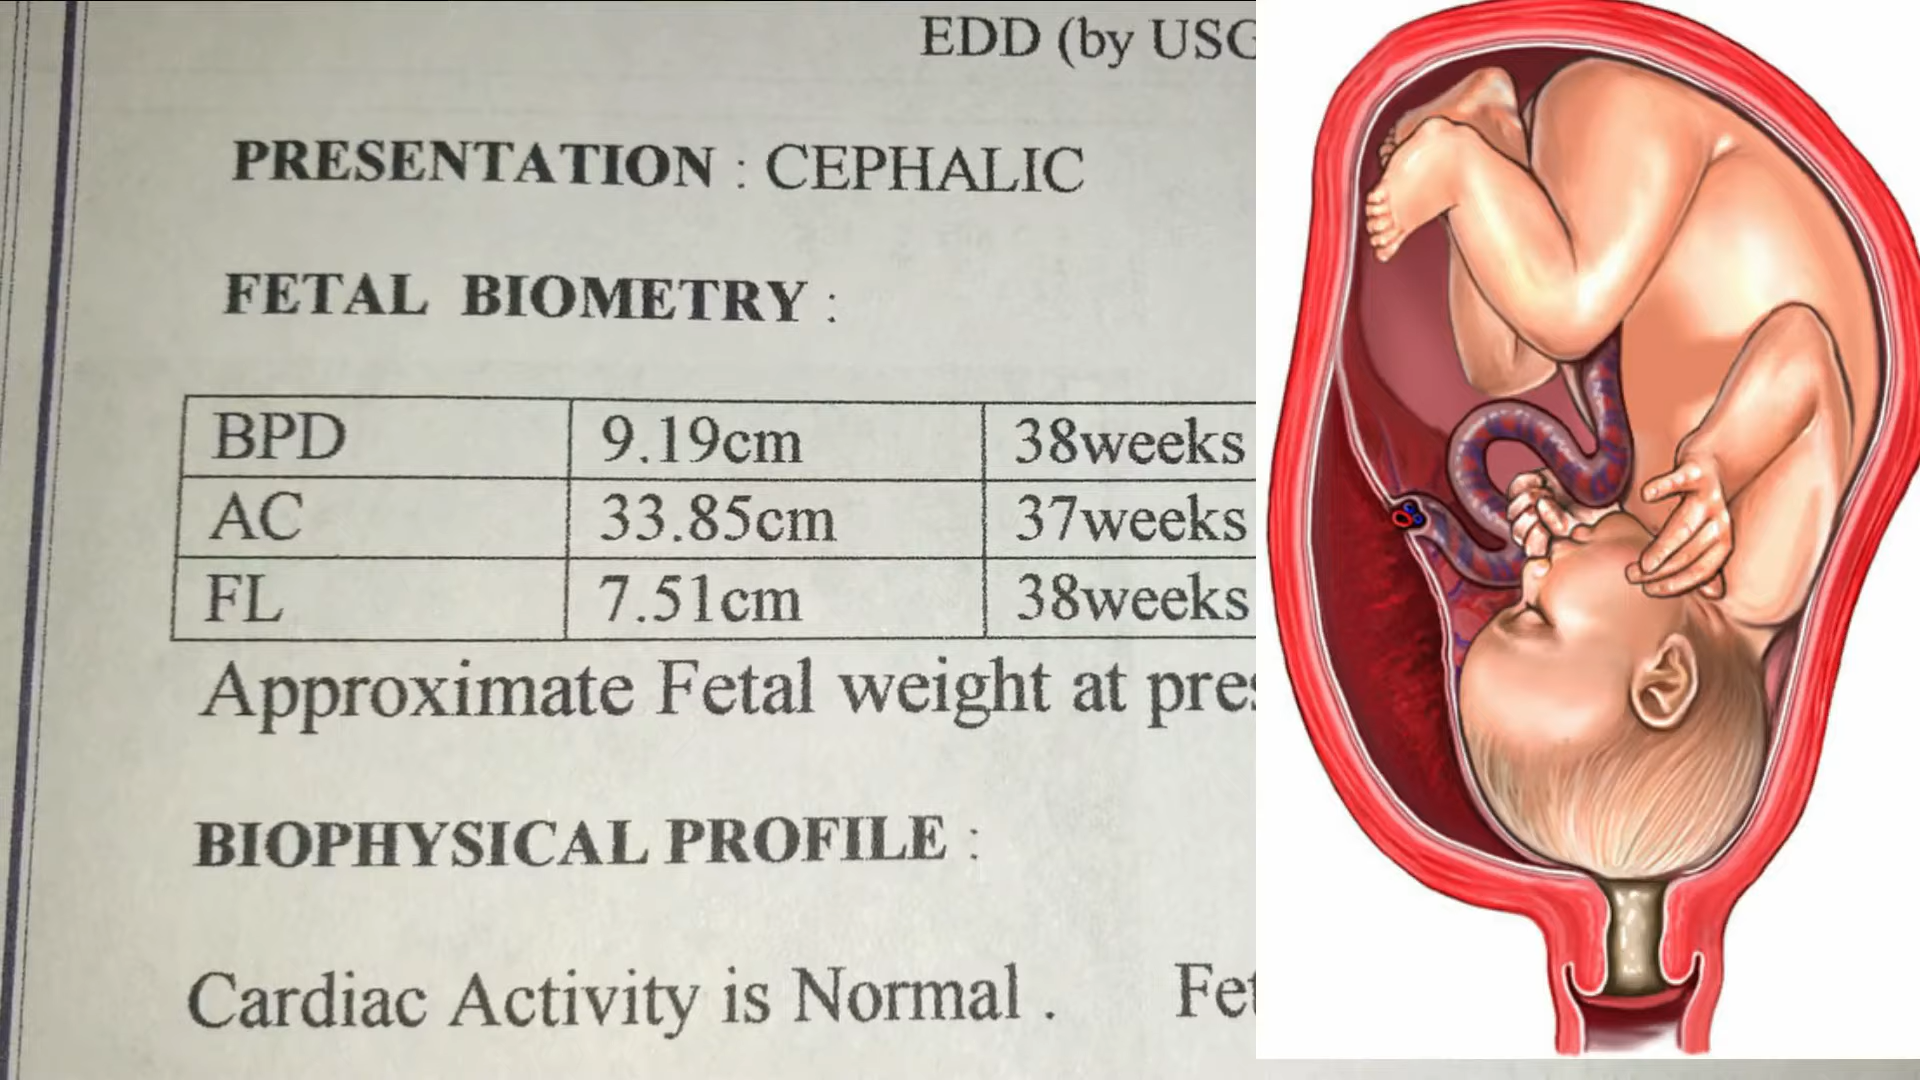 EDD (by USG
PRESENTATION : CEPHALIC
FETAL BIOMETRY :
BPD 9.19cm 38weeks
AC 33.85cm 37weeks
FL 7.51cm 38weeks
Approximate Fetal weight at
BIOPHYSICAL PROFILE :
Cardiac Activity is Normal .